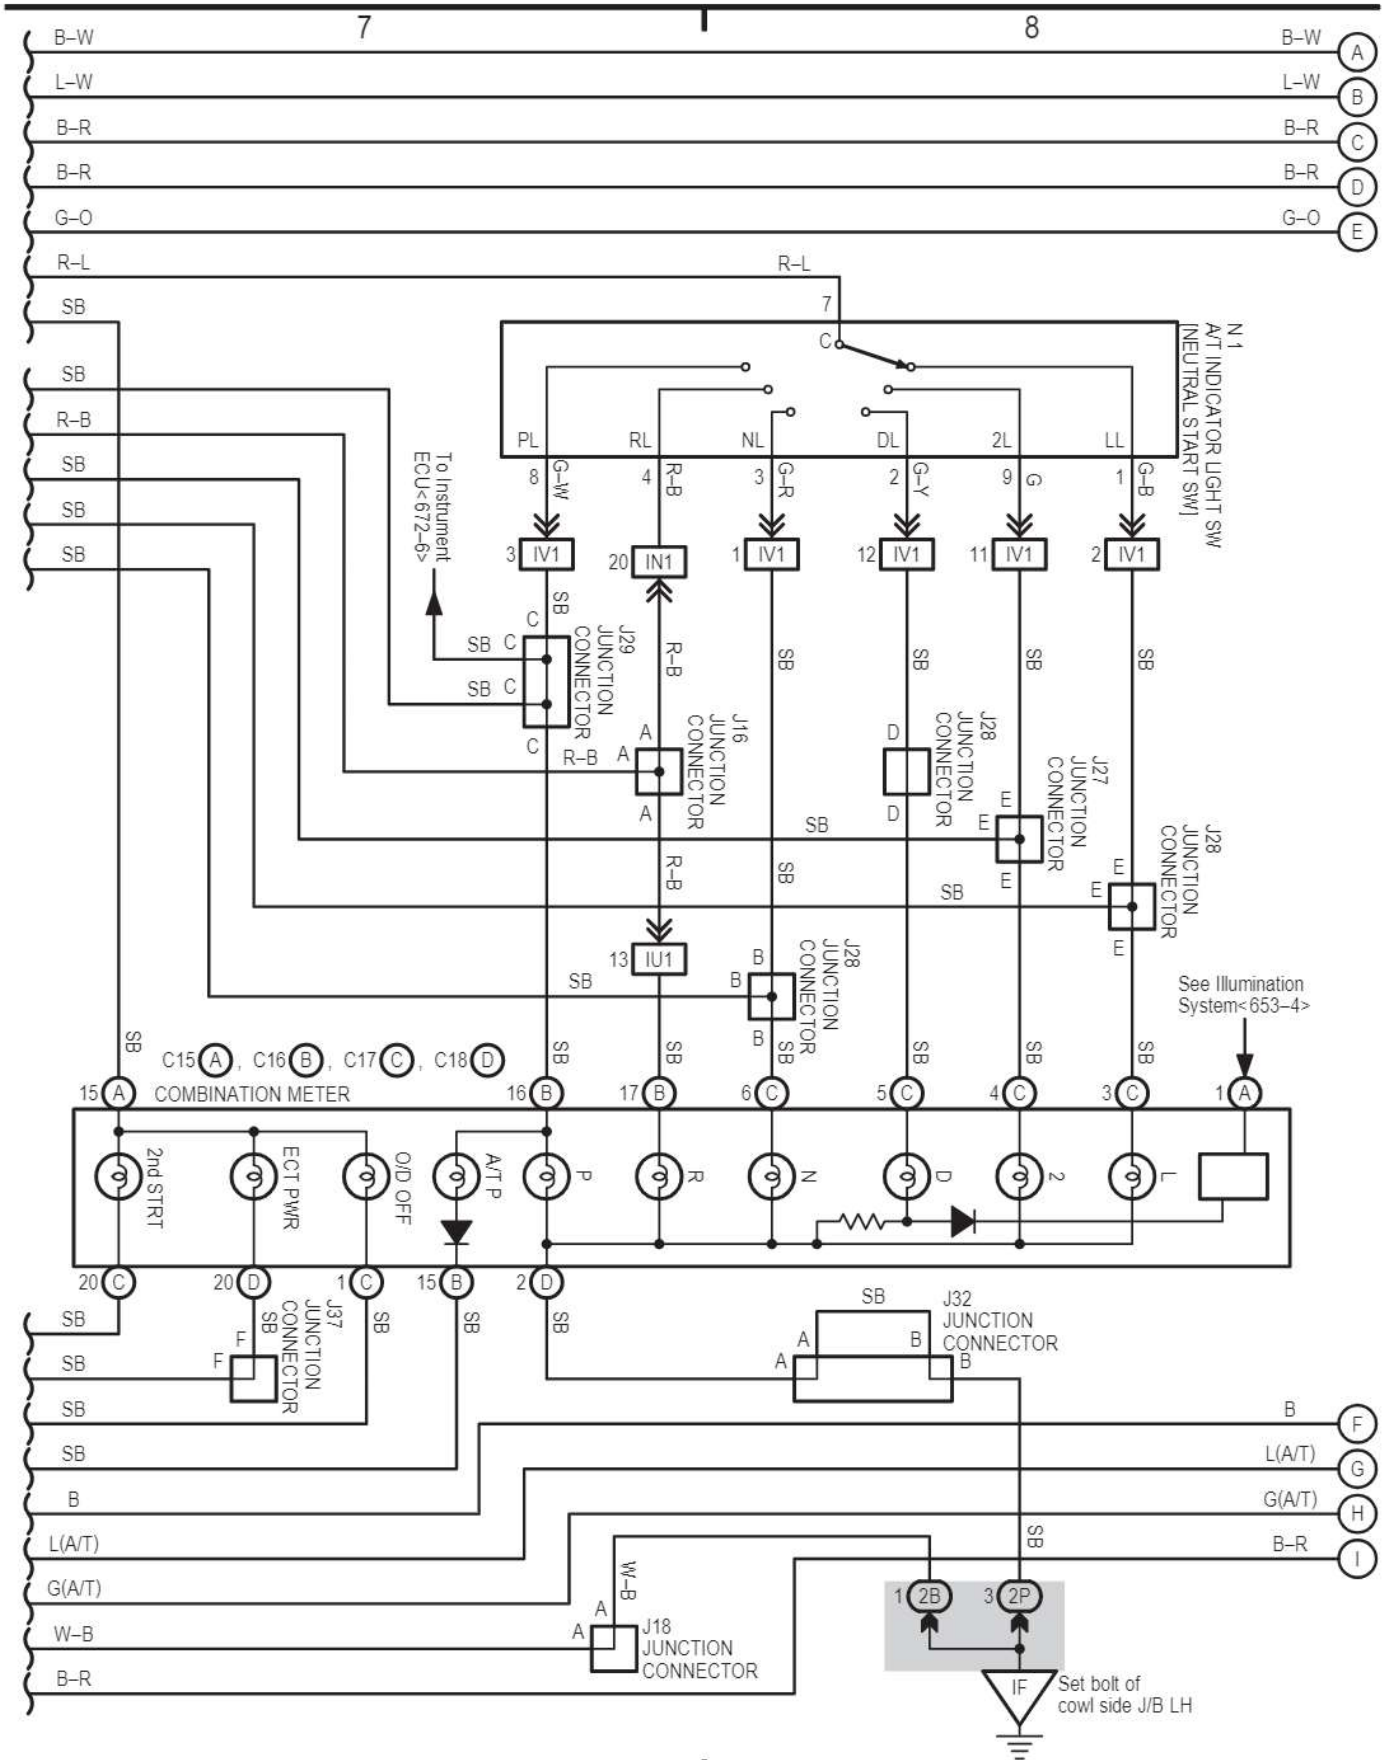 7 8
B–W B–W A
L–W L–W B
B–R B–R C
B–R B–R D
G–O G–O E
R–L R–L
SB 7
C
N 1
A/T INDICATOR LIGHT SW
[NEUTRAL START SW]
SB
R–B
SB
SB
SB
To Instrument
ECU<672–6>
PL RL NL DL 2L LL
8 G–W 4 R–B 3 G–R 2 G–Y 9 G 1 G–B
3 IV1 20 IN1 1 IV1 12 IV1 11 IV1 2 IV1
SB R–B SB SB SB SB
C
SB C
SB C
C
J29
JUNCTION
CONNECTOR
A
R–B A
A
J16
JUNCTION
CONNECTOR
D
D
J28
JUNCTION
CONNECTOR
E
SB E
E
J27
JUNCTION
CONNECTOR
E
SB E
E
J28
JUNCTION
CONNECTOR
R–B
SB
13 IU1
B
SB B
B
J28
JUNCTION
CONNECTOR
See Illumination
System<653–4>
SB SB SB SB SB SB SB
C15 A , C16 B , C17 C , C18 D
COMBINATION METER
15 A 16 B 17 B 6 C 5 C 4 C 3 C 1 A
2nd STRT ECT PWR O/D OFF A/T P P R N D 2 L
20 C 20 D 1 C 15 B 2 D
SB SB SB SB
SB
F
SB F
J37
JUNCTION
CONNECTOR
SB
A B
A B
J32
JUNCTION
CONNECTOR
SB
SB
B B F
L(A/T) L(A/T) G
G(A/T) G(A/T) H
B–R I
W–B
B–R
W–B
A
A
J18
JUNCTION
CONNECTOR
SB
1 2B 3 2P
IF
Set bolt of
cowl side J/B LH